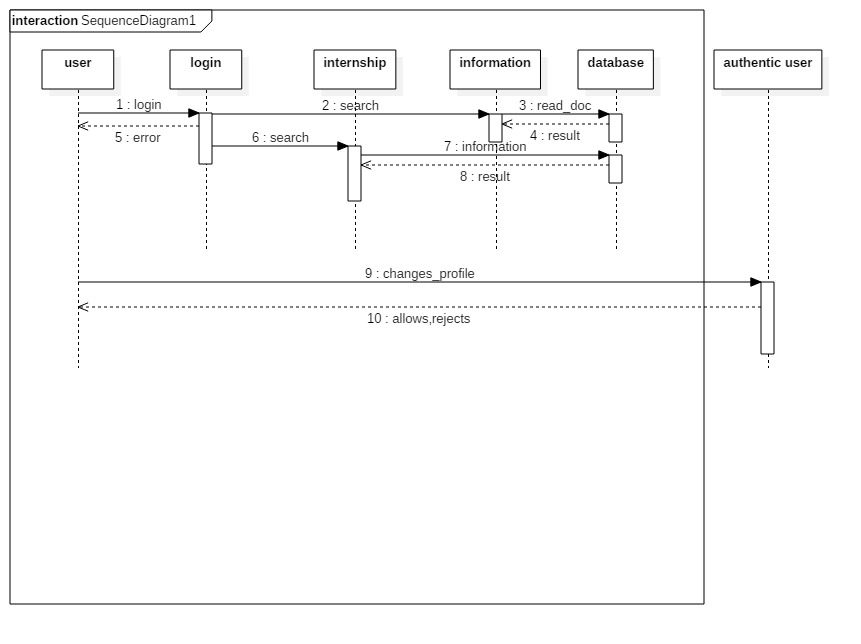 interaction SequenceDiagram1
user
login
internship
information
database
authentic user
1 : login
2 : search
3 : read_doc
4 : result
5 : error
6 : search
7 : information
8 : result
9 : changes_profile
10 : allows,rejects